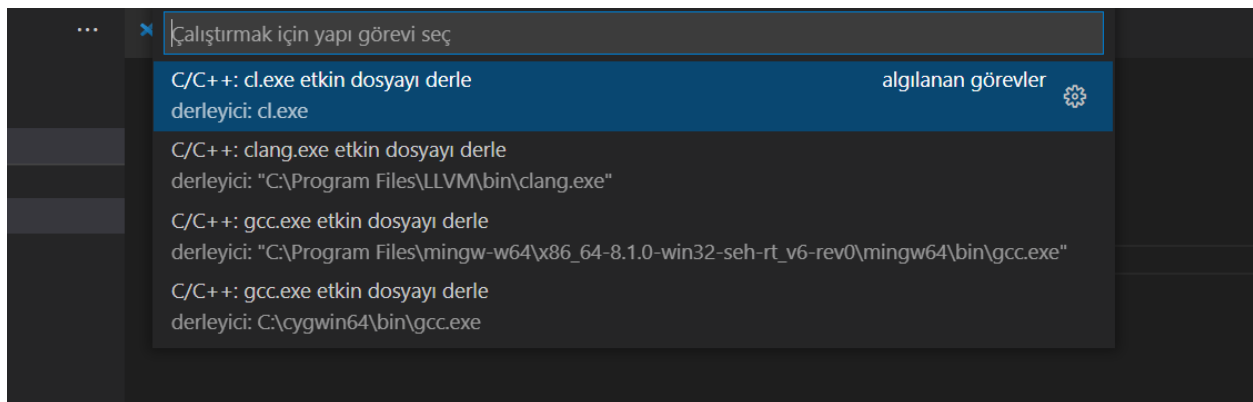 Çalıştırmak için yapı görevi seç
C/C++: cl.exe etkin dosyayı derle algılanan görevler
derleyici: cl.exe
C/C++: clang.exe etkin dosyayı derle
derleyici: "C:\Program Files\LLVM\bin\clang.exe"
C/C++: gcc.exe etkin dosyayı derle
derleyici: "C:\Program Files\mingw-w64\x86_64-8.1.0-win32-seh-rt_v6-rev0\mingw64\bin\gcc.exe"
C/C++: gcc.exe etkin dosyayı derle
derleyici: C:\cygwin64\bin\gcc.exe